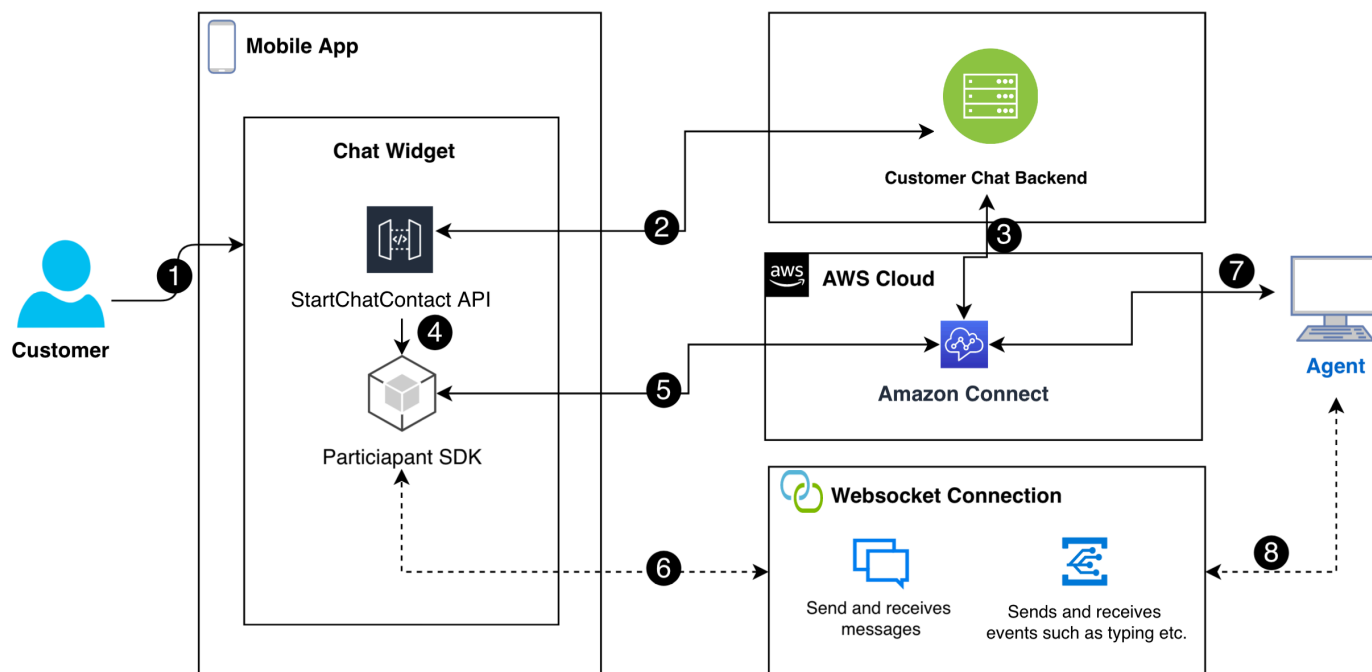 Mobile App
Chat Widget
StartChatContact API
Particiapant SDK
Customer
1
2
3
4
5
6
7
8
Customer Chat Backend
aws
AWS Cloud
Amazon Connect
Agent
Websocket Connection
Send and receives
messages
Sends and receives
events such as typing etc.